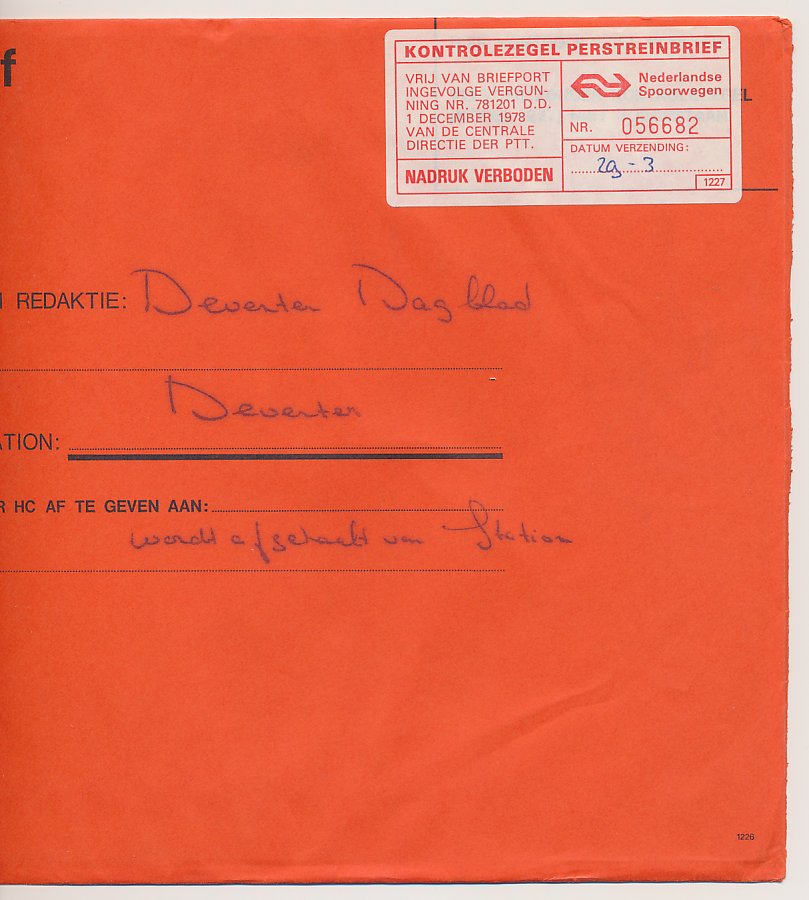 f
KONTROLEZEGEL PERSTREINBRIEF
VRIJ VAN BRIEFPORT
INGEVOLGE VERGUN-
NING NR. 781201 D.D.
1 DECEMBER 1978
VAN DE CENTRALE
DIRECTIE DER PTT.
NADRUK VERBODEN
Nederlandse
Spoorwegen
NR. 056682
DATUM VERZENDING:
29-3
1227
EL
REDAKTIE: Deventer Dagblad
Deventer
ATION:
R HC AF TE GEVEN AAN:
wordt afgehaald van Station
1226